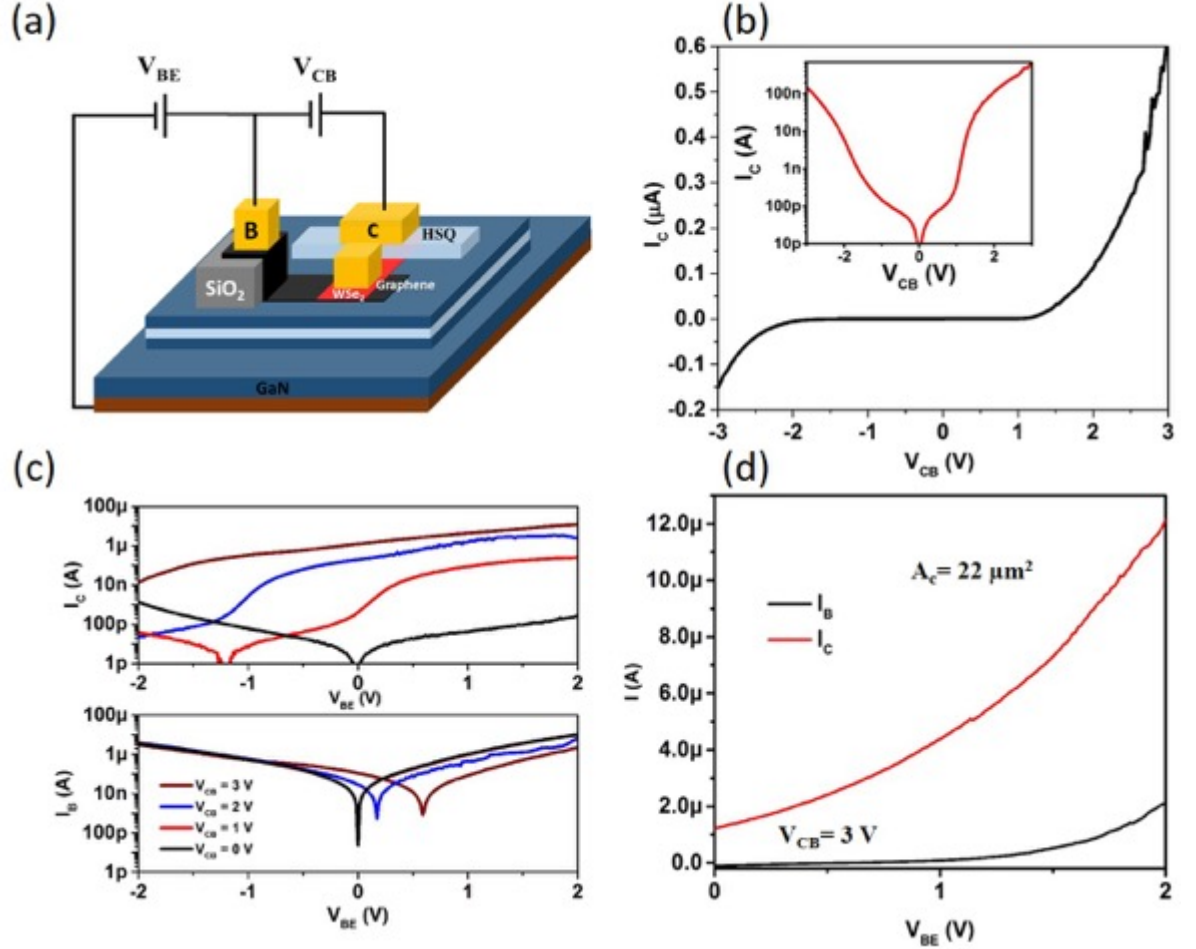 (a)
V_BE
V_CB
B
C
HSQ
SiO₂
WSe₂
Graphene
GaN
(b)
0.6
0.5
0.4
0.3
0.2
0.1
0.0
-0.1
-0.2
I_C (μA)
-3
-2
-1
0
1
2
3
V_CB (V)
100n
10n
1n
100p
10p
I_C (A)
-2
0
2
V_CB (V)
(c)
100μ
1μ
10n
100p
1p
I_C (A)
-2
-1
0
1
2
V_BE (V)
100μ
1μ
10n
100p
1p
I_B (A)
V_CB = 3 V
V_CB = 2 V
V_CB = 1 V
V_CB = 0 V
-2
-1
0
1
2
V_BE (V)
(d)
12.0μ
10.0μ
8.0μ
6.0μ
4.0μ
2.0μ
0.0
I (A)
A_c= 22 μm²
I_B
I_C
V_CB= 3 V
0
1
2
V_BE (V)